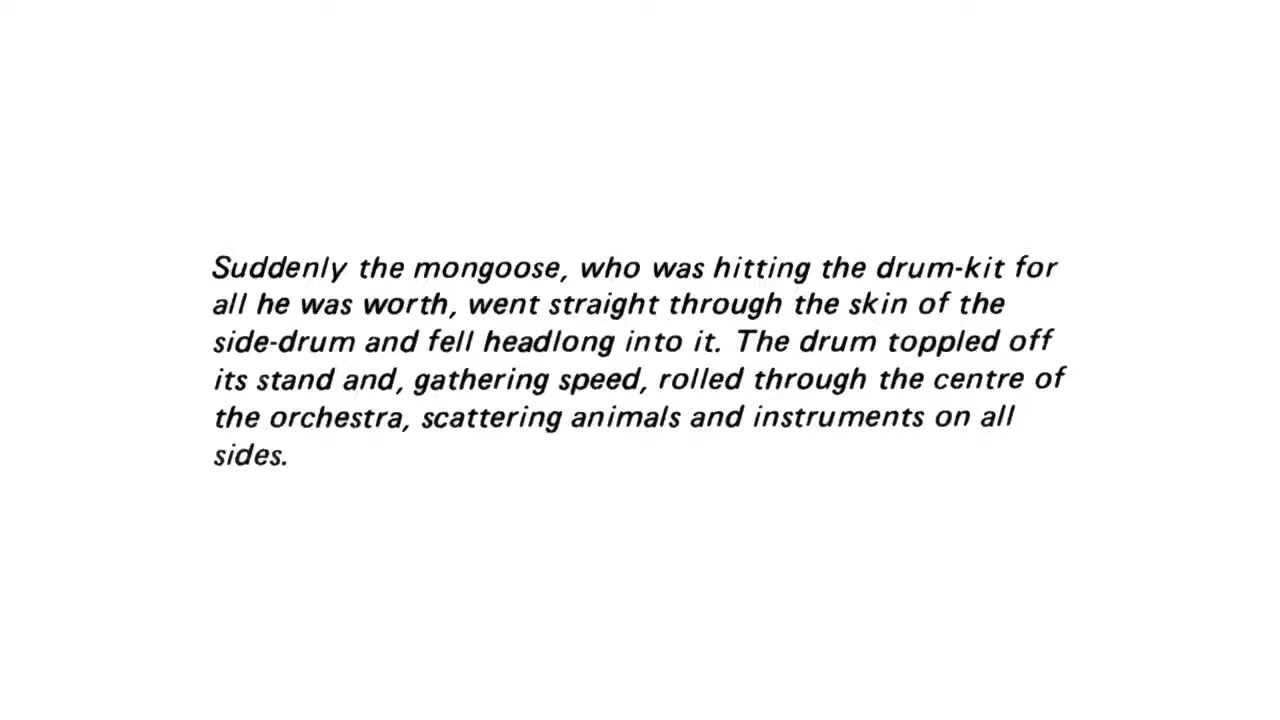 Suddenly the mongoose, who was hitting the drum-kit for
all he was worth, went straight through the skin of the
side-drum and fell headlong into it. The drum toppled off
its stand and, gathering speed, rolled through the centre of
the orchestra, scattering animals and instruments on all
sides.